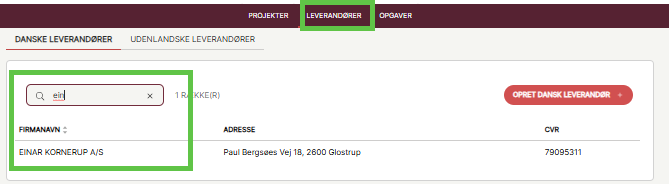 PROJEKTER LEVERANDØRER OPGAVER
DANSKE LEVERANDØRER UDENLANDSKE LEVERANDØRER
ein × 1 RÆKKE(R) OPRET DANSK LEVERANDØR +
FIRMANAVN ADRESSE CVR
EINAR KORNERUP A/S Paul Bergsøes Vej 18, 2600 Glostrup 79095311